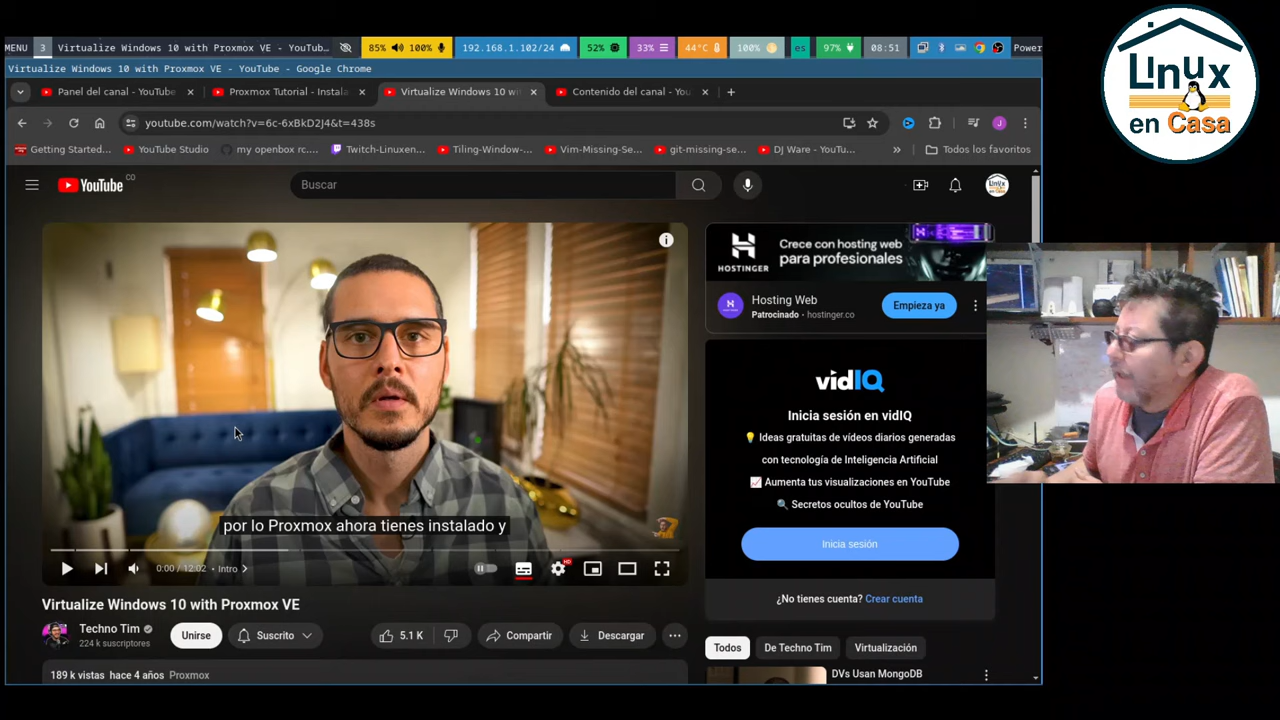 MENU 3 Virtualize Windows 10 with Proxmox VE - YouTub... 85% 100% 192.168.1.102/24 52% 33% 44°C 100% es 97% 08:51 Power
Linux
en Casa
Virtualize Windows 10 with Proxmox VE - YouTube - Google Chrome
Panel del canal - YouTube
Proxmox Tutorial - Instala
Virtualize Windows 10 wi
Contenido del canal - You
youtube.com/watch?v=6c-6xBkD2J4&t=438s
Getting Started... YouTube Studio my openbox rc.... Twitch-Linuxen... Tiling-Window-... Vim-Missing-Se... git-missing-se... DJ Ware - YouTu... » Todos los favoritos
YouTube CO
Buscar
Linux
en Casa
HOSTINGER
Crece con hosting web
para profesionales
Hosting Web
Patrocinado · hostinger.co
Empieza ya
vidIQ
Inicia sesión en vidIQ
Ideas gratuitas de vídeos diarios generadas
con tecnología de Inteligencia Artificial
Aumenta tus visualizaciones en YouTube
Secretos ocultos de YouTube
Inicia sesión
¿No tienes cuenta? Crear cuenta
por lo Proxmox ahora tienes instalado y
0:00 / 12:02 • Intro
HD
Virtualize Windows 10 with Proxmox VE
Techno Tim
224 k suscriptores
Unirse
Suscrito
5.1 K
Compartir
Descargar
189 k vistas hace 4 años Proxmox
Todos
De Techno Tim
Virtualización
DVs Usan MongoDB